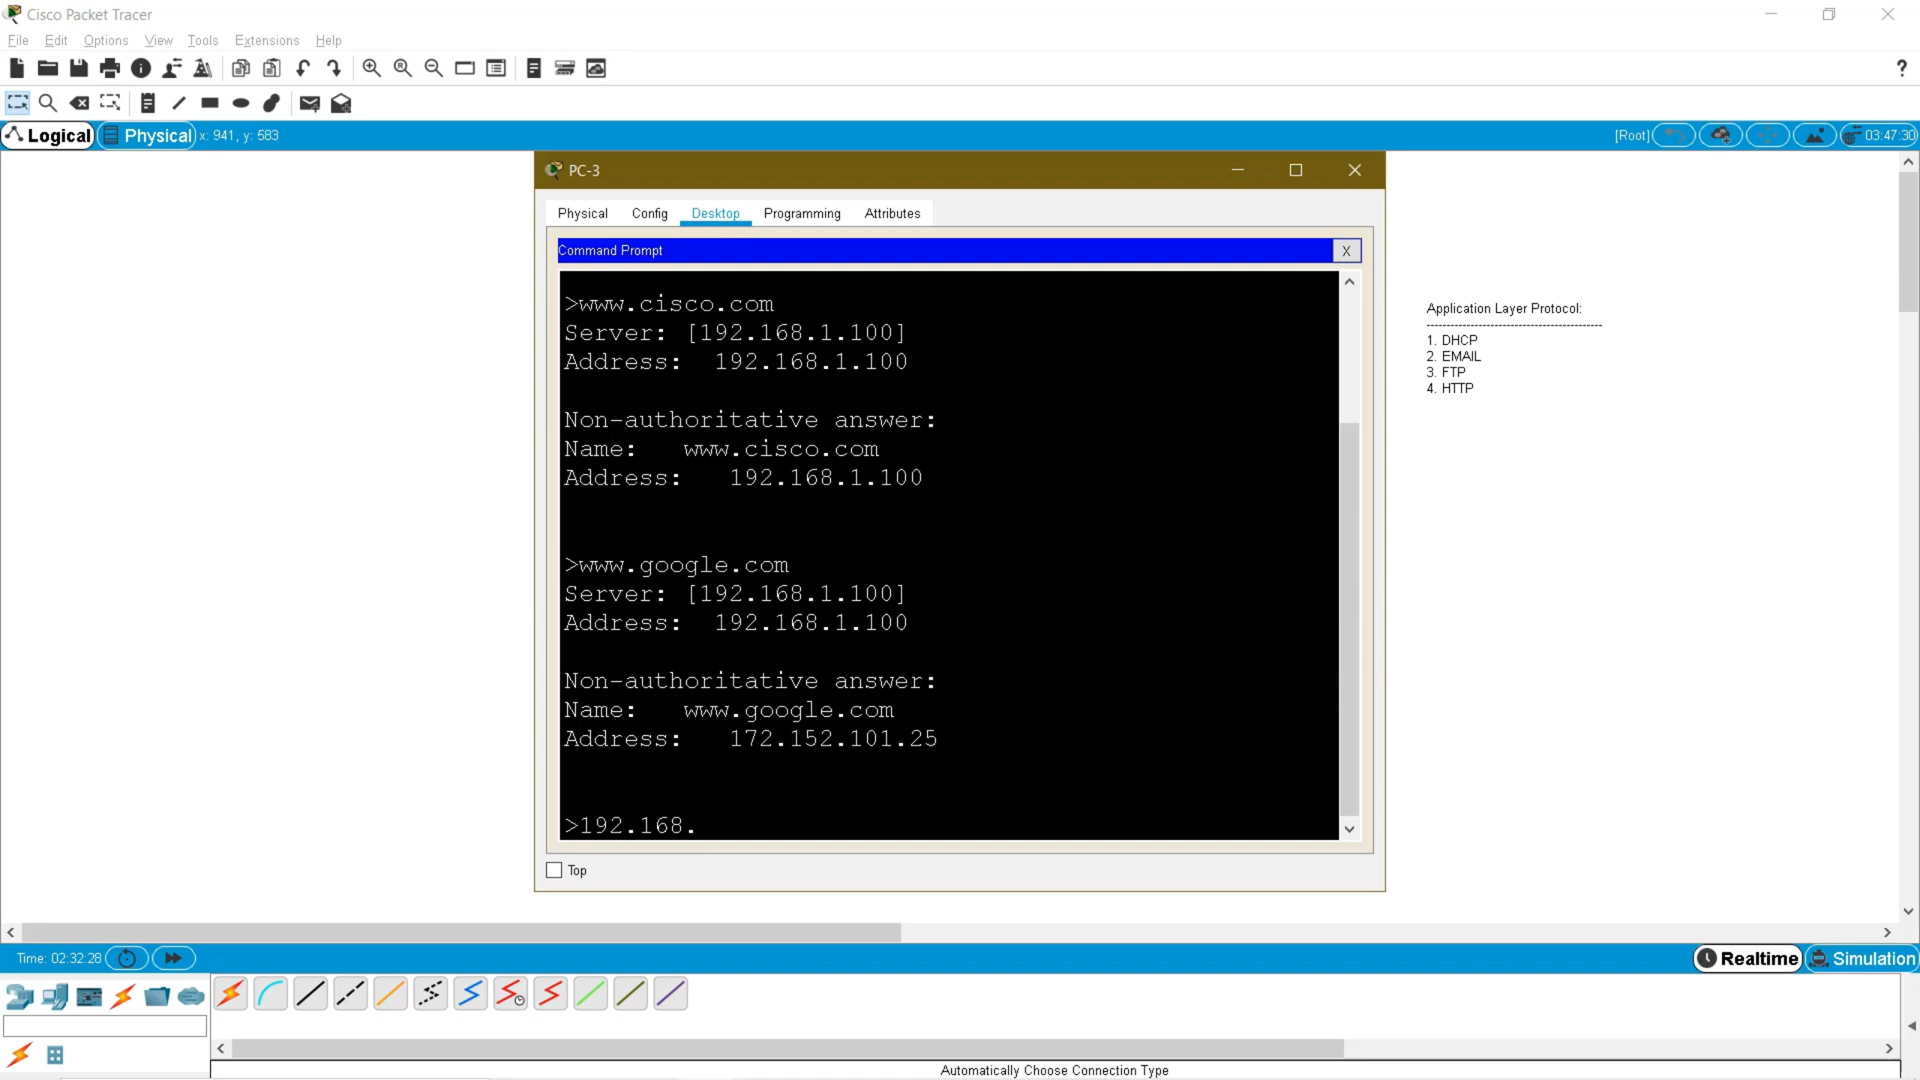 Cisco Packet Tracer
File Edit Options View Tools Extensions Help
?
Logical Physical x: 941, y: 583 [Root] 03:47:30
PC-3
Physical Config Desktop Programming Attributes
Command Prompt X
>www.cisco.com
Server: [192.168.1.100]
Address: 192.168.1.100
Non-authoritative answer:
Name: www.cisco.com
Address: 192.168.1.100
>www.google.com
Server: [192.168.1.100]
Address: 192.168.1.100
Non-authoritative answer:
Name: www.google.com
Address: 172.152.101.25
>192.168.
Top
Application Layer Protocol:
-------------------------------------------
1. DHCP
2. EMAIL
3. FTP
4. HTTP
Time: 02:32:28 Realtime Simulation
Automatically Choose Connection Type